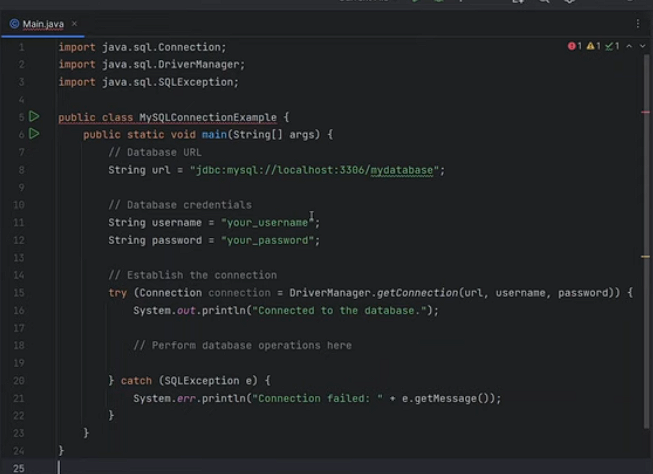 Main.java
1 import java.sql.Connection;
2 import java.sql.DriverManager;
3 import java.sql.SQLException;
4
5 public class MySQLConnectionExample {
6 public static void main(String[] args) {
7 // Database URL
8 String url = "jdbc:mysql://localhost:3306/mydatabase";
9
10 // Database credentials
11 String username = "your_username";
12 String password = "your_password";
13
14 // Establish the connection
15 try (Connection connection = DriverManager.getConnection(url, username, password)) {
16 System.out.println("Connected to the database.");
17
18 // Perform database operations here
19
20 } catch (SQLException e) {
21 System.err.println("Connection failed: " + e.getMessage());
22 }
23 }
24 }
25
1 1 1